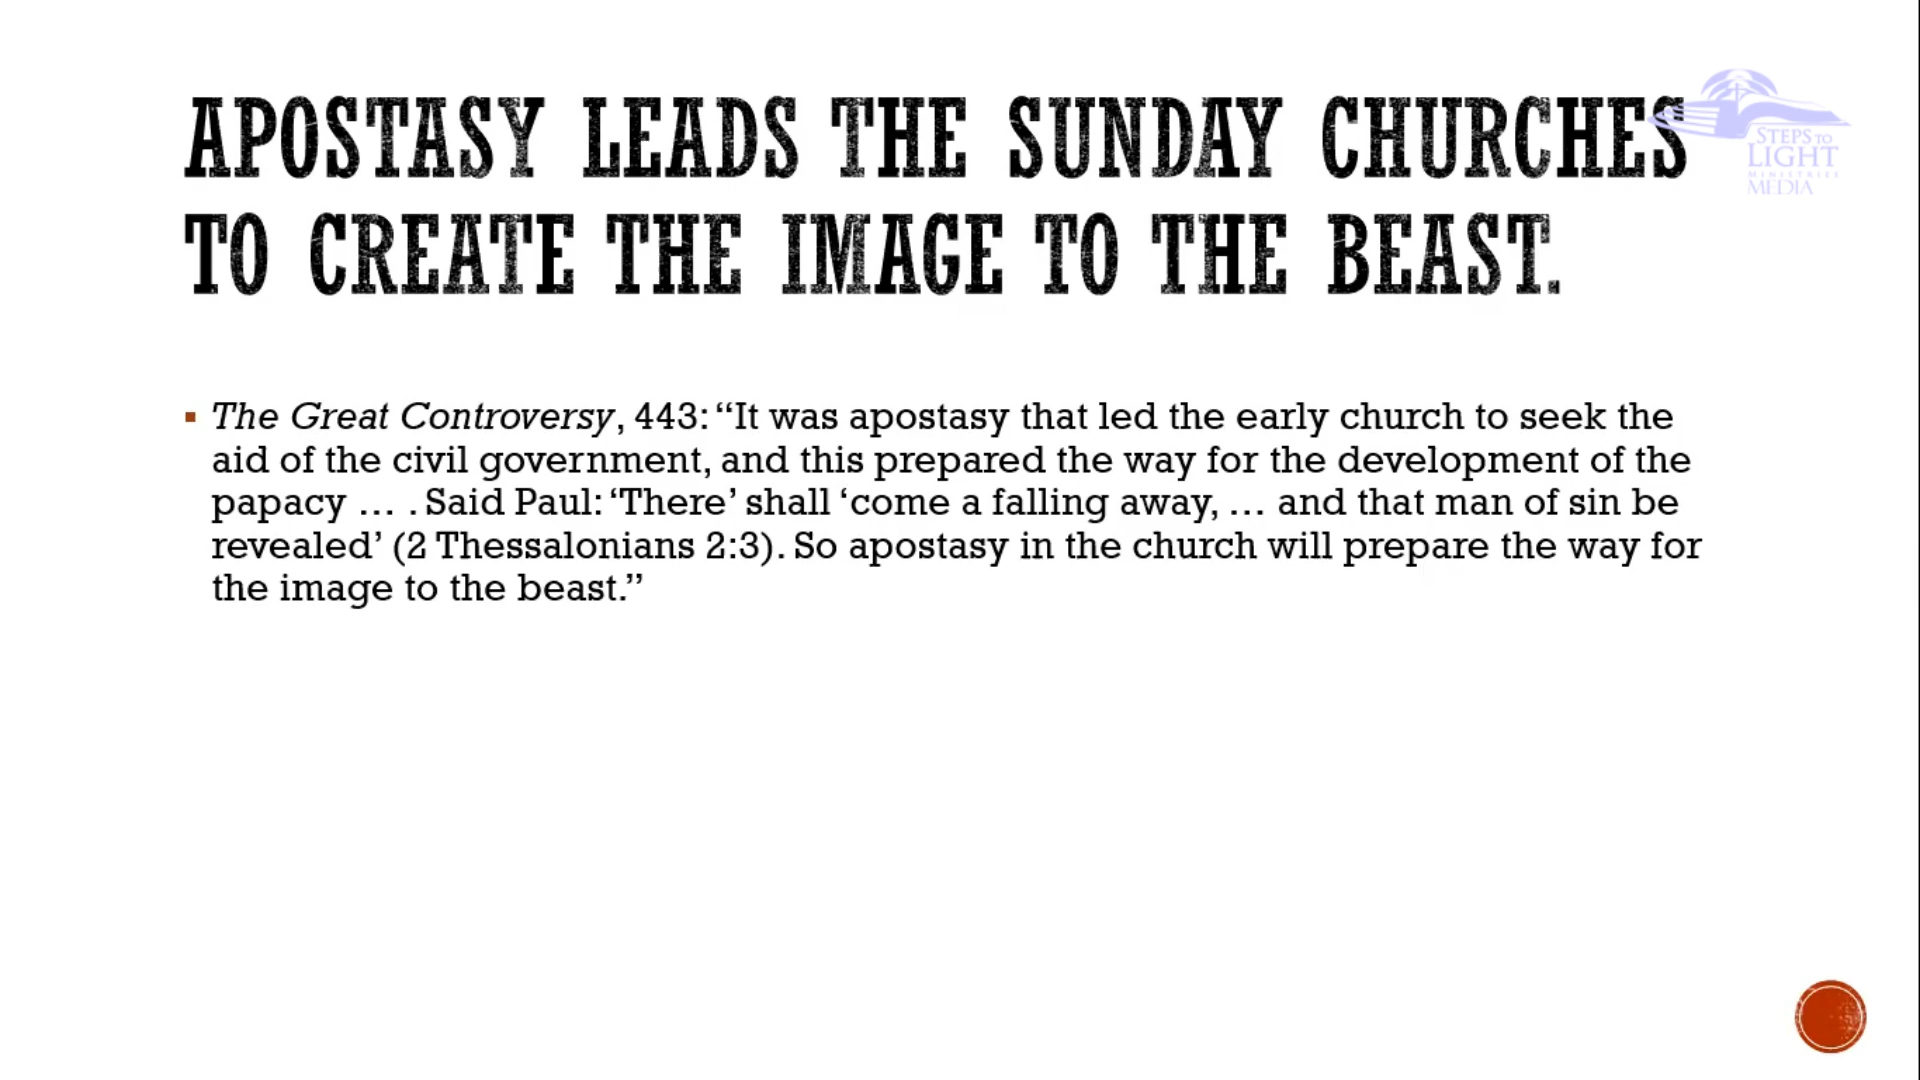 APOSTASY LEADS THE SUNDAY CHURCHES
TO CREATE THE IMAGE TO THE BEAST.
STEPS TO
LIGHT
MINISTRIES
MEDIA
▪ The Great Controversy, 443: “It was apostasy that led the early church to seek the
aid of the civil government, and this prepared the way for the development of the
papacy … . Said Paul: ‘There’ shall ‘come a falling away, … and that man of sin be
revealed’ (2 Thessalonians 2:3). So apostasy in the church will prepare the way for
the image to the beast.”